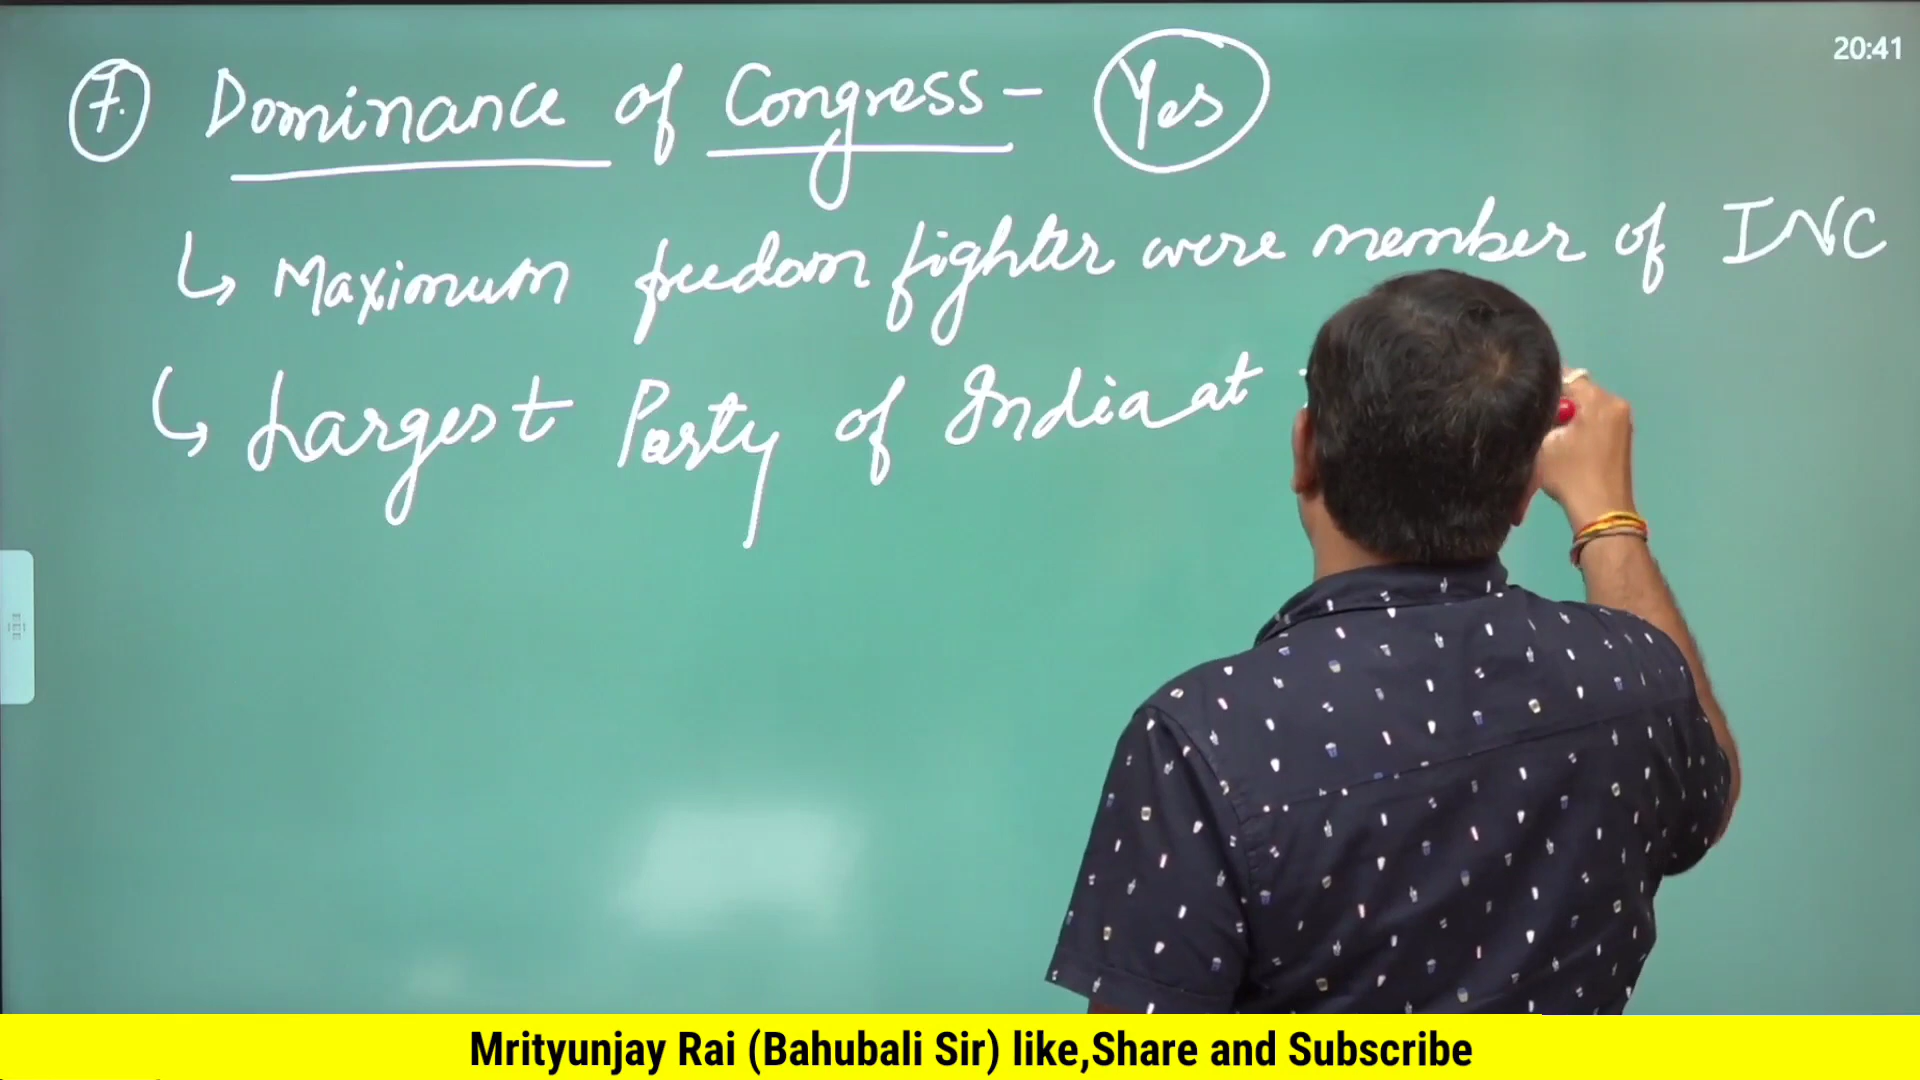 20:41
7. Dominance of Congress - Yes
↳ Maximum freedom fighter were member of INC
↳ Largest Party of India at
Mrityunjay Rai (Bahubali Sir) like,Share and Subscribe